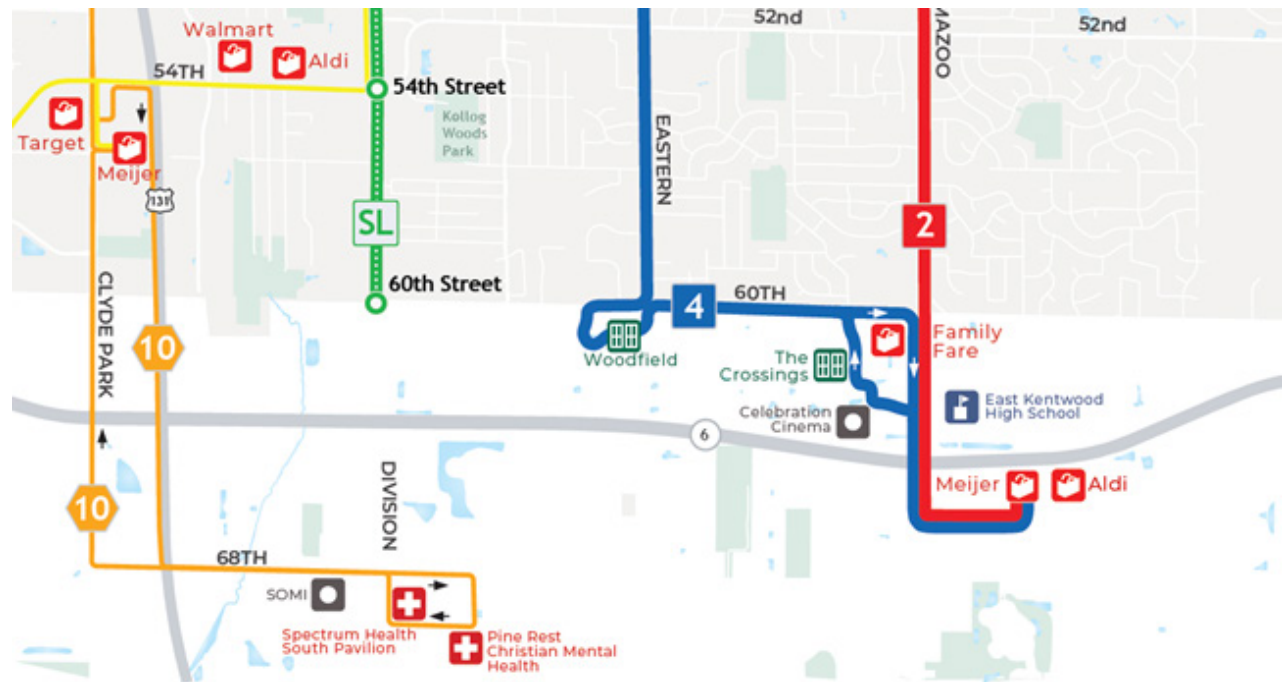 52nd
52nd
MAZOO
Walmart
Aldi
54TH
54th Street
Target
Meijer
Kollog
Woods
Park
EASTERN
131
SL
2
60th Street
CLYDE PARK
10
4
60TH
Woodfield
The
Crossings
Family
Fare
East Kentwood
High School
Celebration
Cinema
6
10
DIVISION
Meijer
Aldi
68TH
SOMI
Spectrum Health
South Pavilion
Pine Rest
Christian Mental
Health